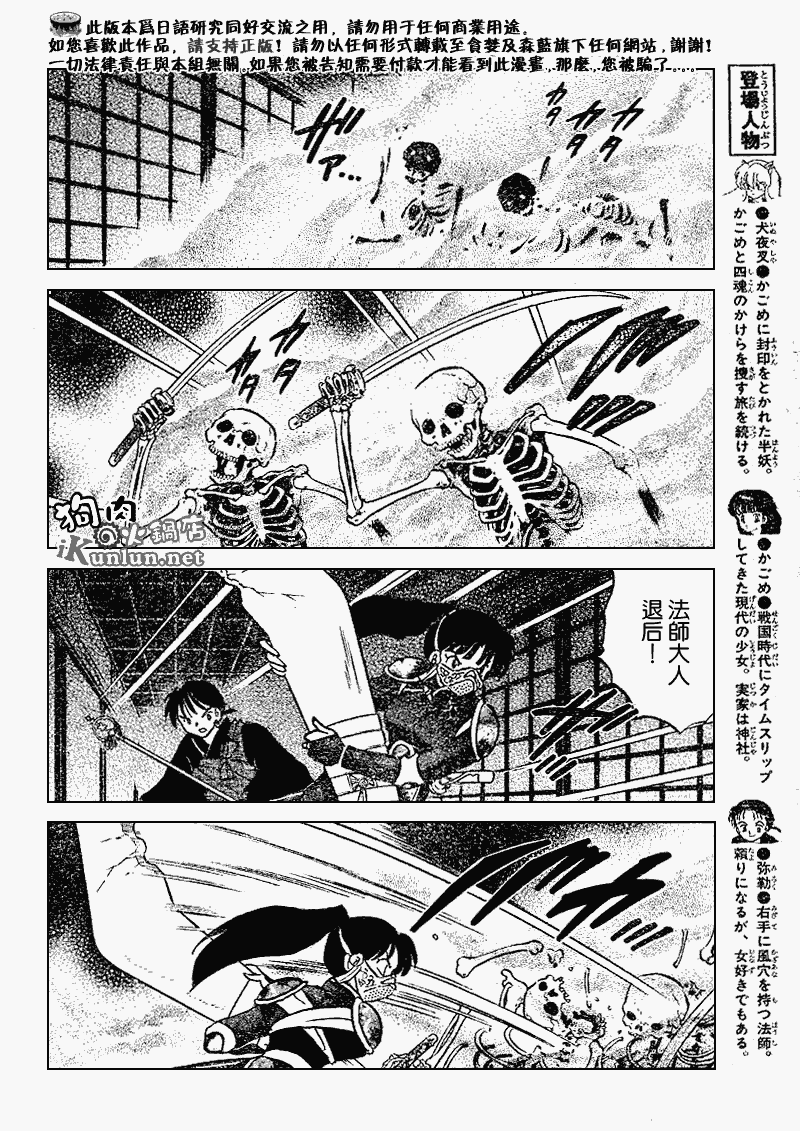 此版本爲日語研究同好交流之用，請勿用于任何商業用途。
如您喜歡此作品，請支持正版！請勿以任何形式轉載至貪婪及森藍旗下任何網站，謝謝！
一切法律責任與本組無關，如果您被告知需要付款才能看到此漫畫，那麼，您被騙了......
登場人物
とうじょうじんぶつ
●犬夜叉●かごめに封印をとかれた半妖。
かごめと四魂のかけらを捜す旅を続ける。
●かごめ●戦国時代にタイムスリップ
してきた現代の少女。実家は神社。
●弥勒●右手に風穴を持つ法師。
頼りになるが、女好きでもある。
ァ…
カタ
カタ
カタ
カタ
カタ
狗肉
火鍋店
iKunlun.net
法師大人
退后！